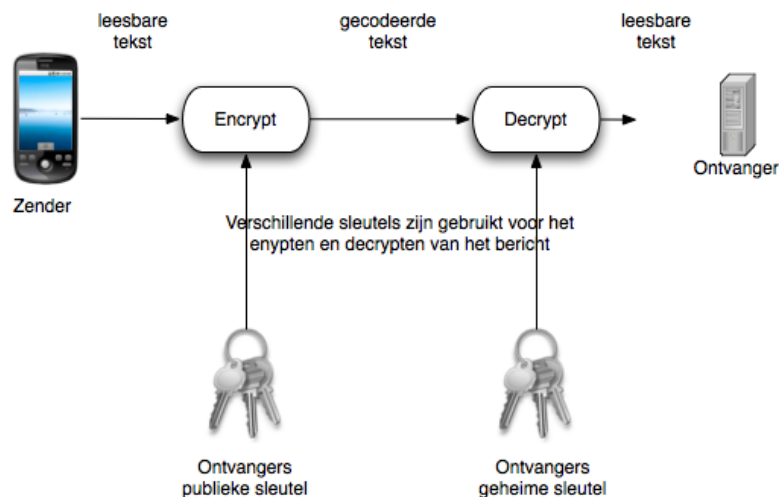 leesbare
tekst
gecodeerde
tekst
leesbare
tekst
Encrypt
Decrypt
Zender
Ontvanger
Verschillende sleutels zijn gebruikt voor het
enypten en decrypten van het bericht
Ontvangers
publieke sleutel
Ontvangers
geheime sleutel